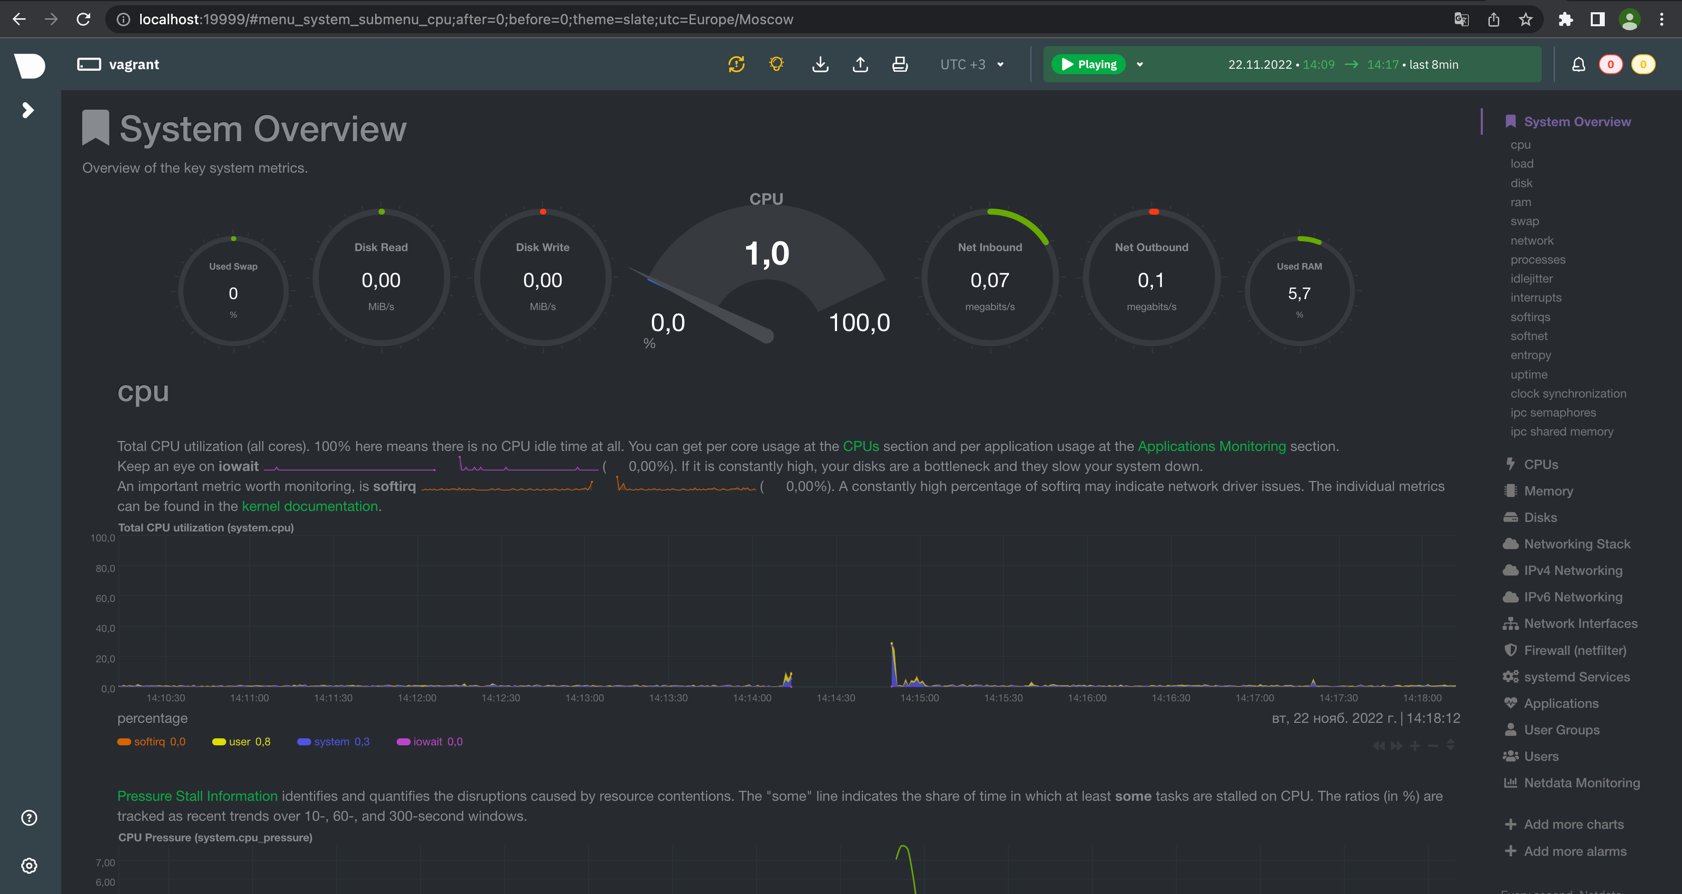 localhost:19999/#menu_system_submenu_cpu;after=0;before=0;theme=slate;utc=Europe/Moscow
vagrant
UTC +3
Playing
22.11.2022 • 14:09 → 14:17 • last 8min
0
0
System Overview
Overview of the key system metrics.
Used Swap
0
%
Disk Read
0,00
MiB/s
Disk Write
0,00
MiB/s
CPU
1,0
0,0
100,0
%
Net Inbound
0,07
megabits/s
Net Outbound
0,1
megabits/s
Used RAM
5,7
%
cpu
Total CPU utilization (all cores). 100% here means there is no CPU idle time at all. You can get per core usage at the CPUs section and per application usage at the Applications Monitoring section.
Keep an eye on iowait ( 0,00%). If it is constantly high, your disks are a bottleneck and they slow your system down.
An important metric worth monitoring, is softirq ( 0,00%). A constantly high percentage of softirq may indicate network driver issues. The individual metrics
can be found in the kernel documentation.
Total CPU utilization (system.cpu)
100,0
80,0
60,0
40,0
20,0
0,0
14:10:30 14:11:00 14:11:30 14:12:00 14:12:30 14:13:00 14:13:30 14:14:00 14:14:30 14:15:00 14:15:30 14:16:00 14:16:30 14:17:00 14:17:30 14:18:00
percentage
вт, 22 нояб. 2022 г. | 14:18:12
softirq 0,0 user 0,8 system 0,3 iowait 0,0
Pressure Stall Information identifies and quantifies the disruptions caused by resource contentions. The "some" line indicates the share of time in which at least some tasks are stalled on CPU. The ratios (in %) are
tracked as recent trends over 10-, 60-, and 300-second windows.
CPU Pressure (system.cpu_pressure)
7,00
6,00
System Overview
cpu
load
disk
ram
swap
network
processes
idlejitter
interrupts
softirqs
softnet
entropy
uptime
clock synchronization
ipc semaphores
ipc shared memory
CPUs
Memory
Disks
Networking Stack
IPv4 Networking
IPv6 Networking
Network Interfaces
Firewall (netfilter)
systemd Services
Applications
User Groups
Users
Netdata Monitoring
Add more charts
Add more alarms